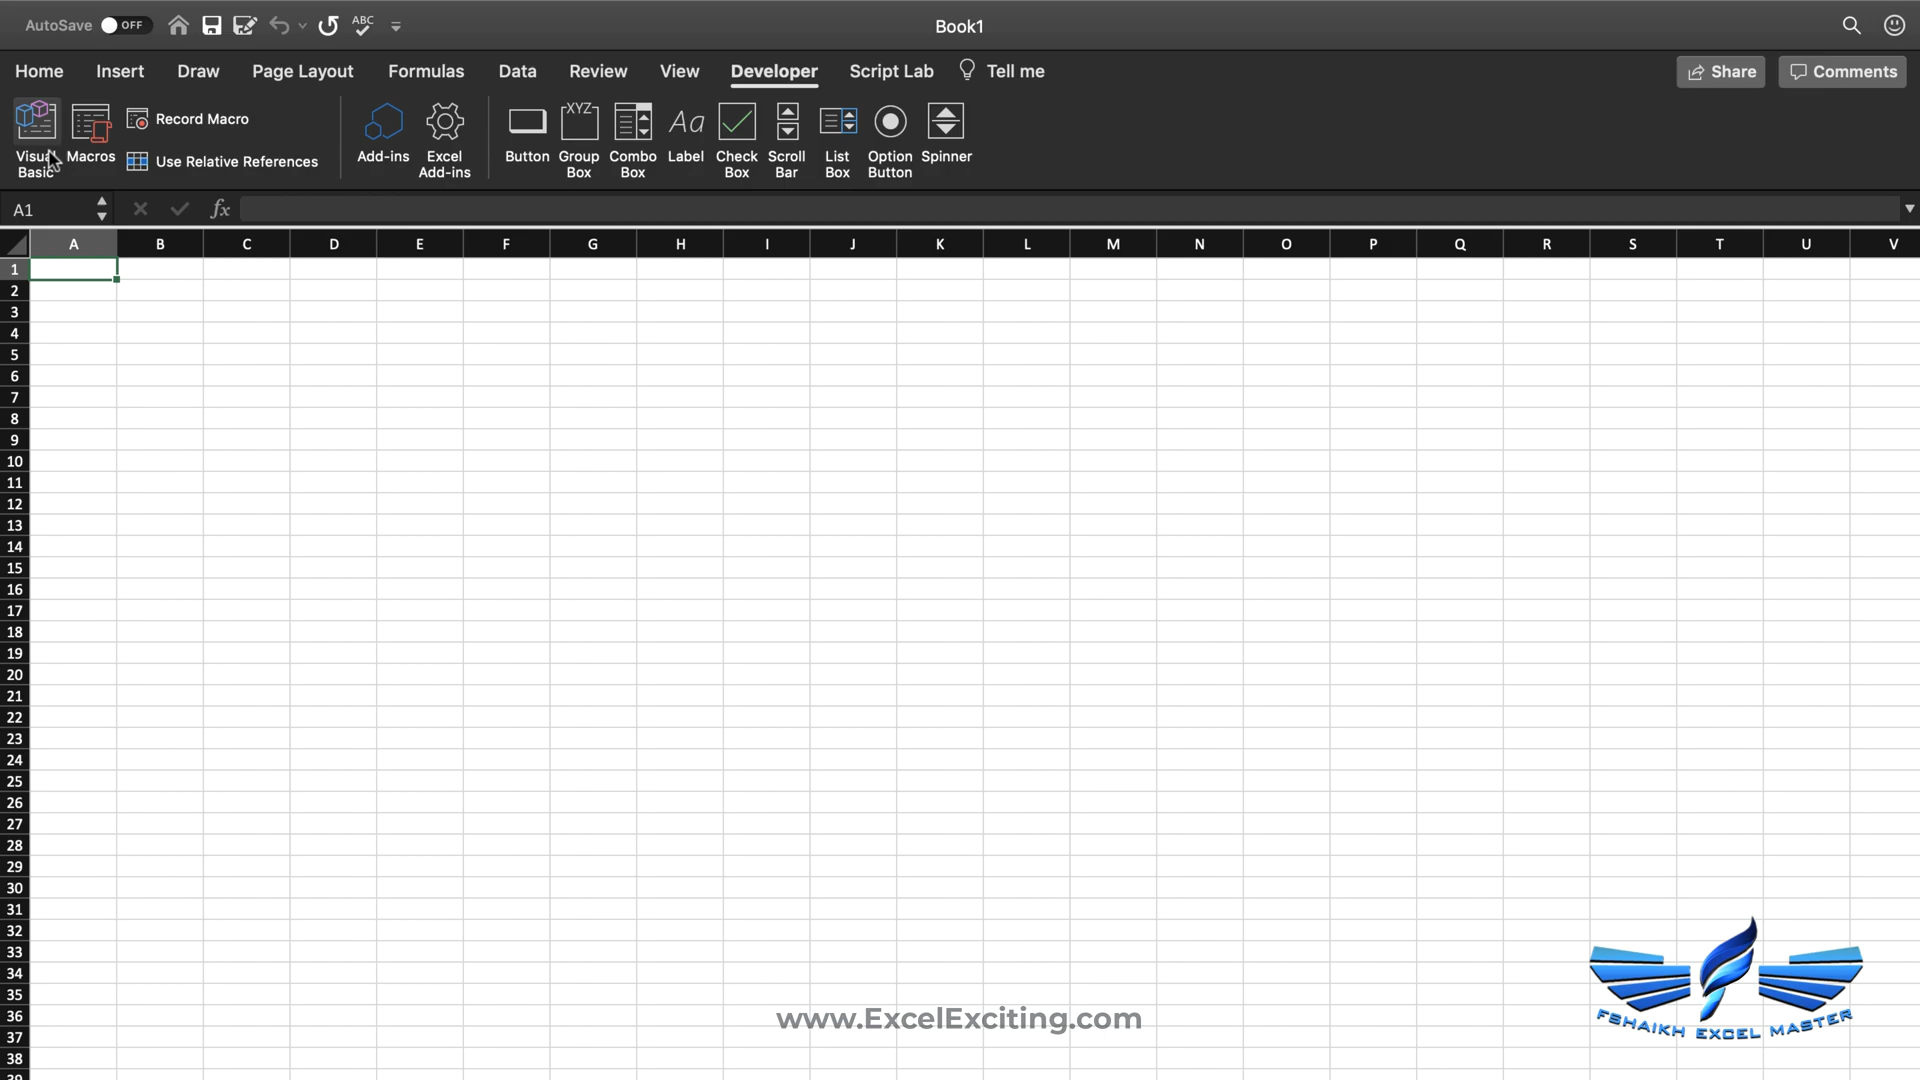 AutoSave OFF ABC Book1
Home Insert Draw Page Layout Formulas Data Review View Developer Script Lab Tell me Share Comments
Visual Basic
Macros
Record Macro
Use Relative References
Add-ins
Excel Add-ins
Button
XYZ
Group Box
Combo Box
Aa
Label
Check Box
Scroll Bar
List Box
Option Button
Spinner
A1 fx
A B C D E F G H I J K L M N O P Q R S T U V
1
2
3
4
5
6
7
8
9
10
11
12
13
14
15
16
17
18
19
20
21
22
23
24
25
26
27
28
29
30
31
32
33
34
35
36
37
38
39
www.ExcelExciting.com
FSHAIKH EXCEL MASTER